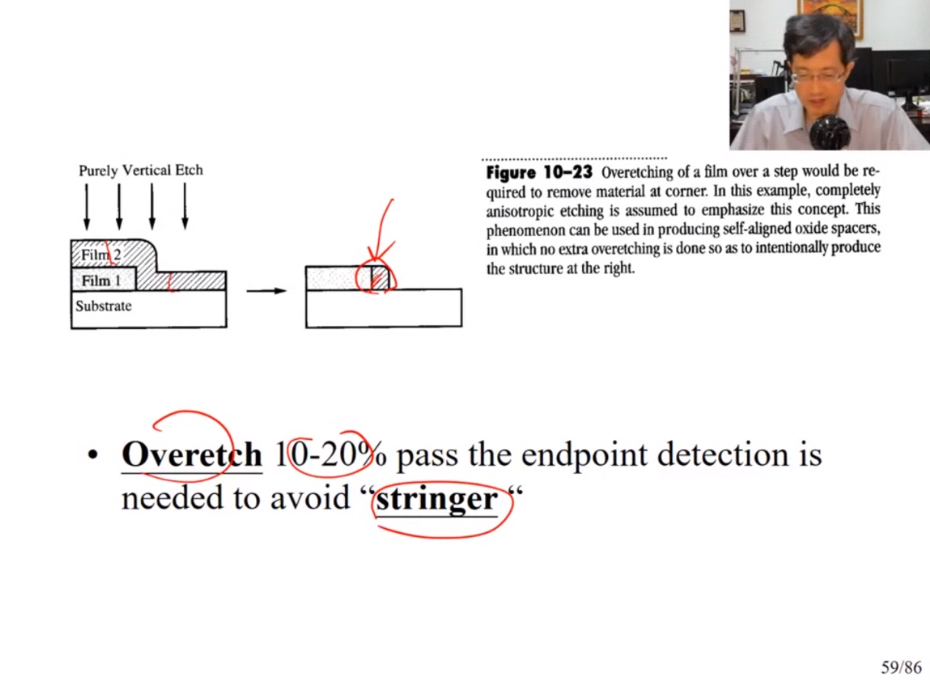 Purely Vertical Etch
Film 2
Film 1
Substrate
Figure 10–23 Overetching of a film over a step would be re-
quired to remove material at corner. In this example, completely
anisotropic etching is assumed to emphasize this concept. This
phenomenon can be used in producing self-aligned oxide spacers,
in which no extra overetching is done so as to intentionally produce
the structure at the right.
• Overetch 10-20% pass the endpoint detection is
needed to avoid “stringer “
59/86